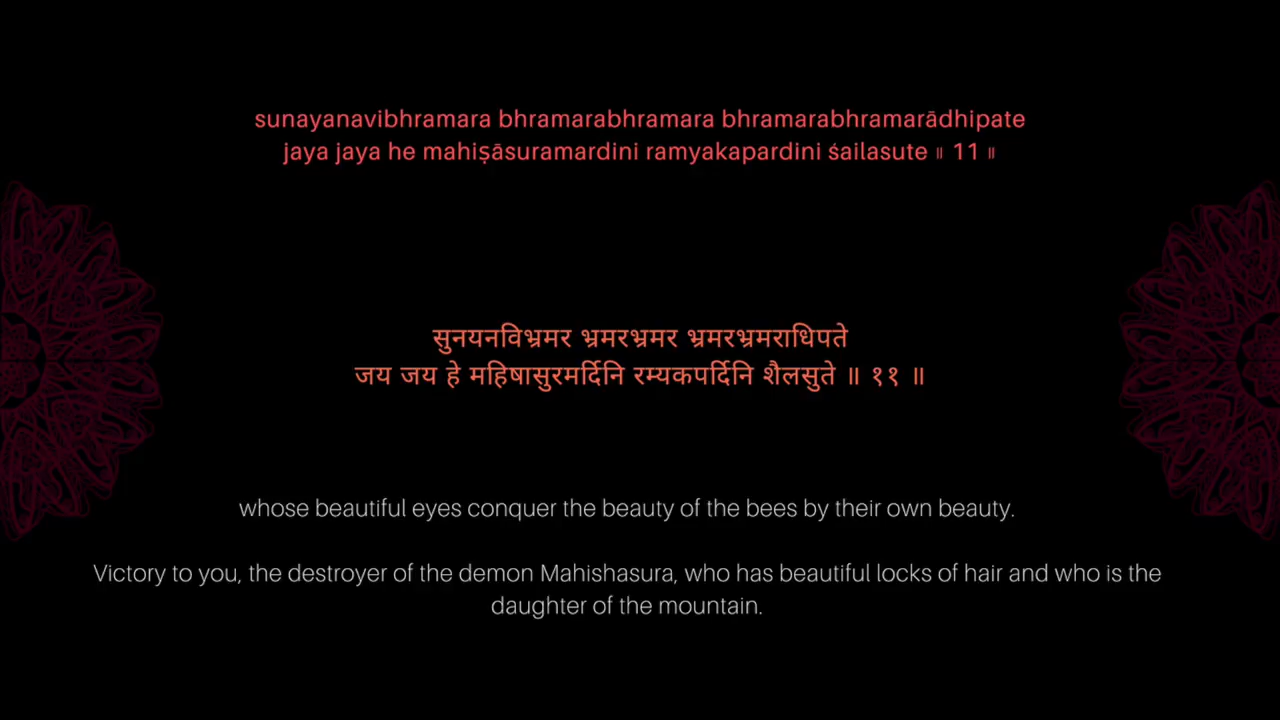 sunayanavibhramara bhramarabhramara bhramarabhramarādhipate
jaya jaya he mahiṣāsuramardini ramyakapardini śailasute ॥ 11 ॥
सुनयनविभ्रमर भ्रमरभ्रमर भ्रमरभ्रमराधिपते
जय जय हे महिषासुरमर्दिनि रम्यकपर्दिनि शैलसुते ॥ ११ ॥
whose beautiful eyes conquer the beauty of the bees by their own beauty.
Victory to you, the destroyer of the demon Mahishasura, who has beautiful locks of hair and who is the
daughter of the mountain.